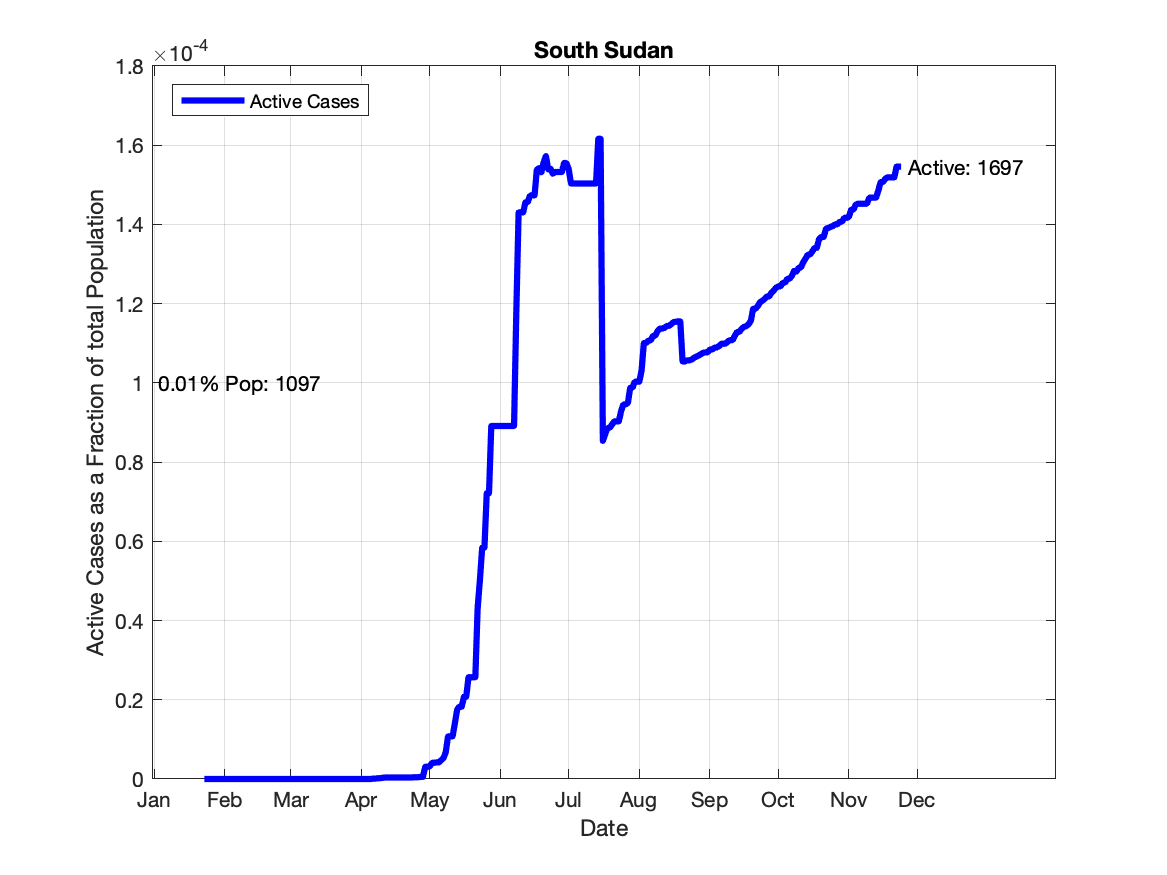 South Sudan
×10-4
1.8
1.6
1.4
1.2
1
0.8
0.6
0.4
0.2
0
Active Cases as a Fraction of total Population
Active Cases
Active: 1697
0.01% Pop: 1097
Jan Feb Mar Apr May Jun Jul Aug Sep Oct Nov Dec
Date